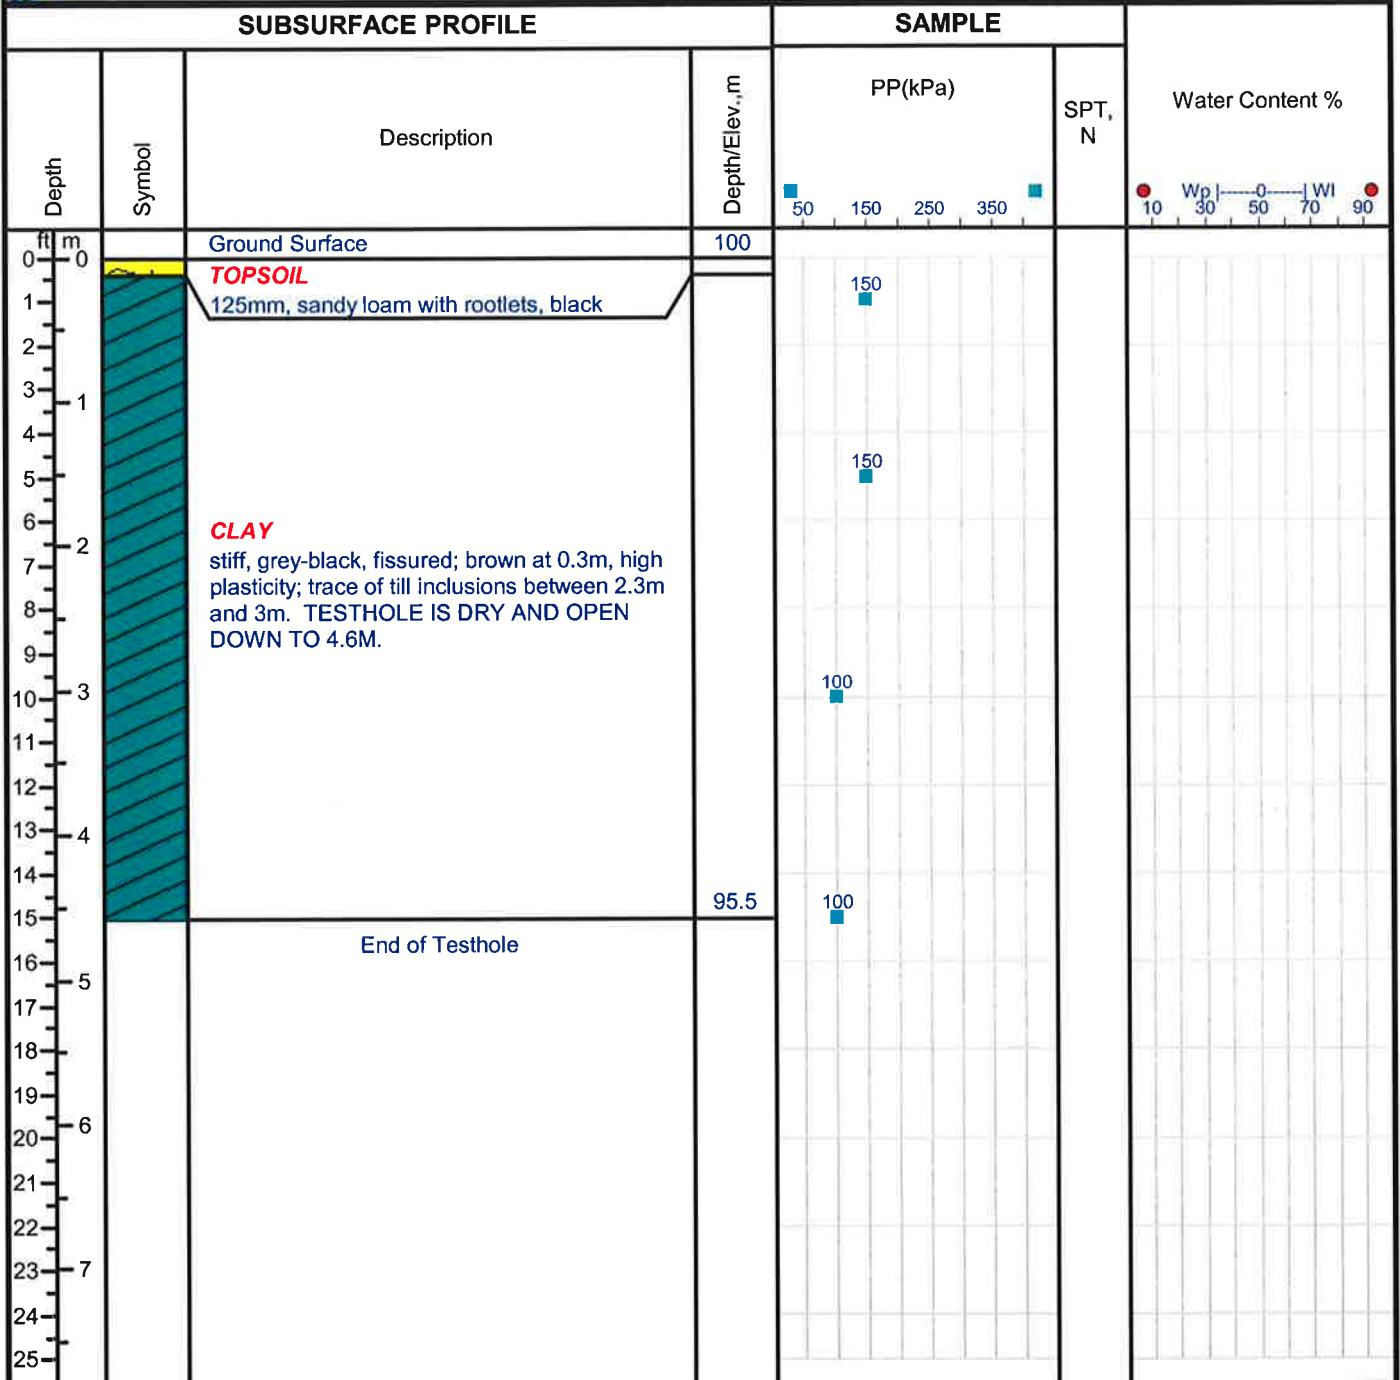 SUBSURFACE PROFILE
SAMPLE
Depth
Symbol
Description
Depth/Elev.,m
PP(kPa)
SPT,
N
Water Content %
50 150 250 350
Wp |-----0-----| Wl
10 30 50 70 90
ft m
Ground Surface
100
0 0
TOPSOIL
125mm, sandy loam with rootlets, black
150
1
2
3
1
4
150
5
6
CLAY
2
stiff, grey-black, fissured; brown at 0.3m, high
7
plasticity; trace of till inclusions between 2.3m
8
and 3m. TESTHOLE IS DRY AND OPEN
DOWN TO 4.6M.
9
100
10
3
11
12
13
4
14
95.5
100
15
End of Testhole
16
5
17
18
19
6
20
21
22
23
7
24
25